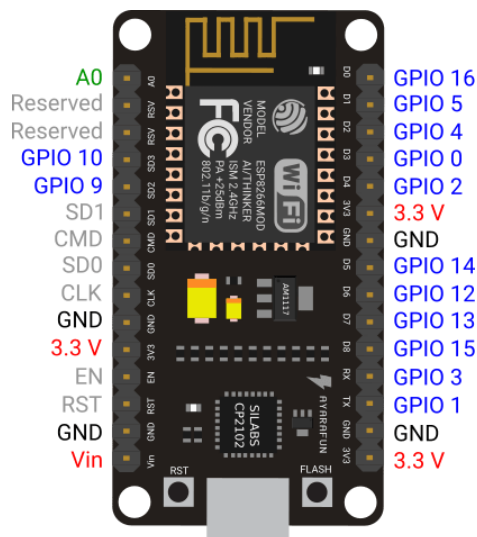 A0
Reserved
Reserved
GPIO 10
GPIO 9
SD1
CMD
SD0
CLK
GND
3.3 V
EN
RST
GND
Vin
A0
RSV
RSV
SD3
SD2
SD1
CMD
SD0
CLK
GND
3V3
EN
RST
GND
Vin
MODEL
VENDOR
ESP8266MOD
AI/THINKER
ISM 2.4GHz
PA +25dBm
802.11b/g/n
FC
Wi Fi
AM1117
SILABS
CP2102
AYARAFUN
RST
FLASH
D0
D1
D2
D3
D4
3V3
GND
D5
D6
D7
D8
RX
TX
GND
3V3
GPIO 16
GPIO 5
GPIO 4
GPIO 0
GPIO 2
3.3 V
GND
GPIO 14
GPIO 12
GPIO 13
GPIO 15
GPIO 3
GPIO 1
GND
3.3 V